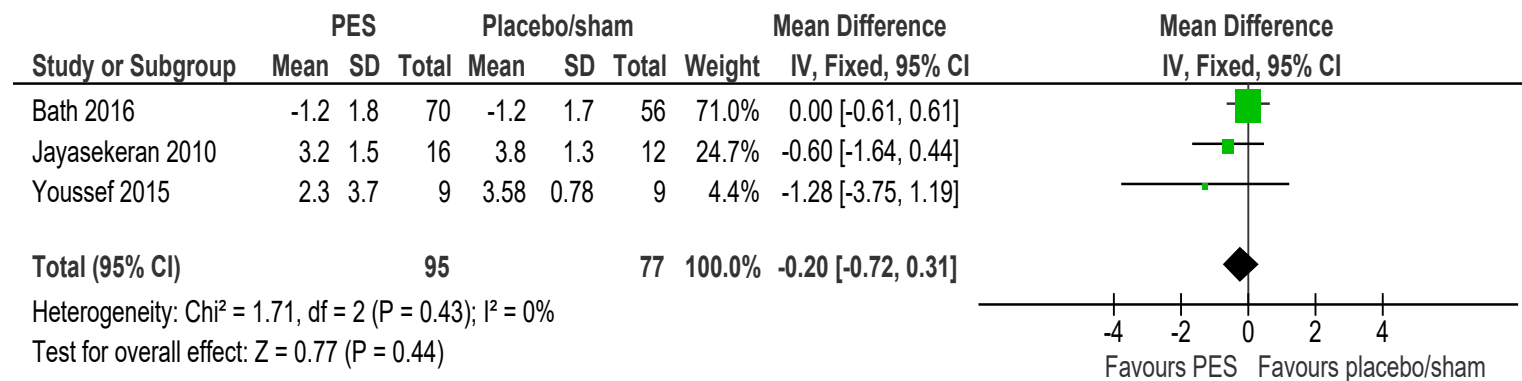 PES Placebo/sham Mean Difference Mean Difference
Study or Subgroup Mean SD Total Mean SD Total Weight IV, Fixed, 95% CI IV, Fixed, 95% CI
Bath 2016 -1.2 1.8 70 -1.2 1.7 56 71.0% 0.00 [-0.61, 0.61]
Jayasekeran 2010 3.2 1.5 16 3.8 1.3 12 24.7% -0.60 [-1.64, 0.44]
Youssef 2015 2.3 3.7 9 3.58 0.78 9 4.4% -1.28 [-3.75, 1.19]
Total (95% CI) 95 77 100.0% -0.20 [-0.72, 0.31]
Heterogeneity: Chi² = 1.71, df = 2 (P = 0.43); I² = 0%
Test for overall effect: Z = 0.77 (P = 0.44)
-4 -2 0 2 4
Favours PES Favours placebo/sham